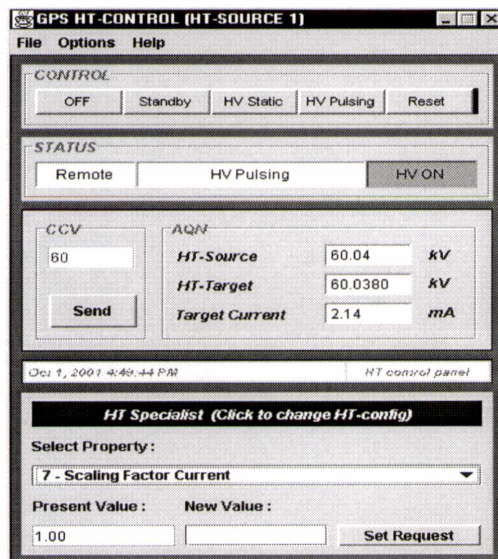 GPS HT-CONTROL (HT-SOURCE 1)
File Options Help
CONTROL
OFF Standby HV Static HV Pulsing Reset
STATUS
Remote HV Pulsing HV ON
CCV AQN
60 HT-Source 60.04 kV
HT-Target 60.0380 kV
Send Target Current 2.14 mA
Oct 1, 2001 4:49:44 PM HT control panel
HT Specialist (Click to change HT-config)
Select Property :
7 - Scaling Factor Current
Present Value : New Value :
1.00 Set Request